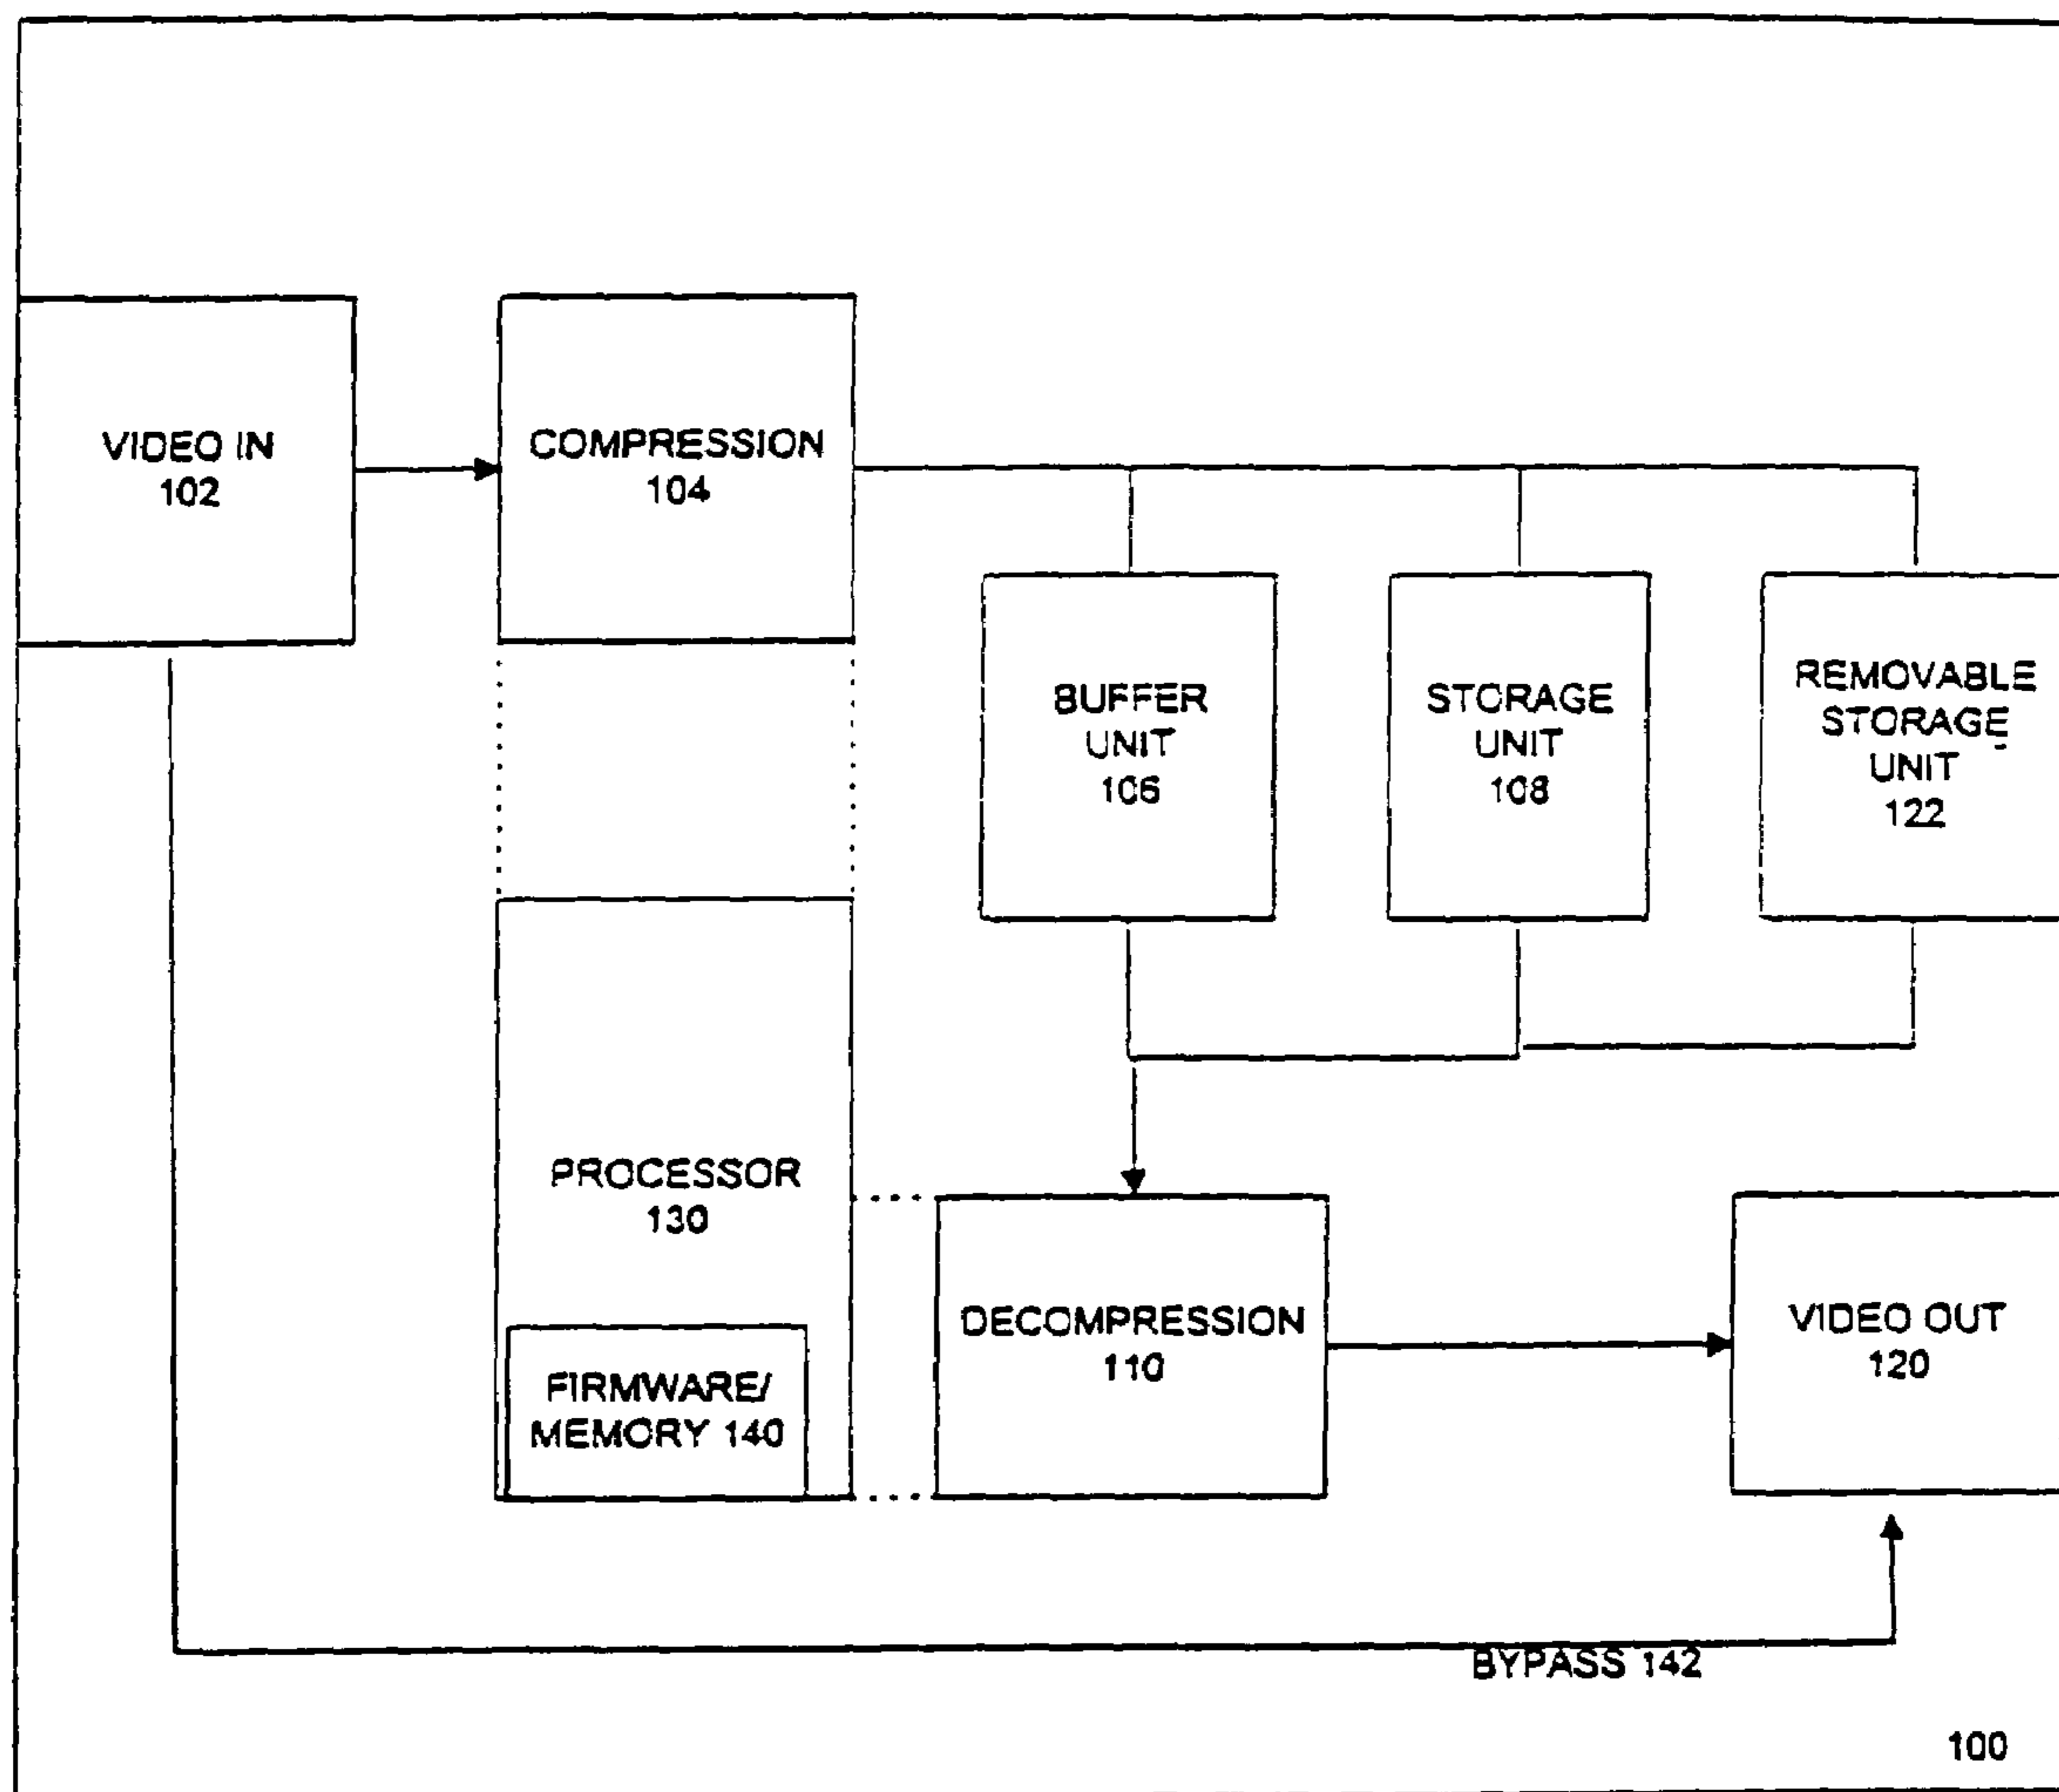 VIDEO IN
102
COMPRESSION
104
BUFFER
UNIT
106
STORAGE
UNIT
108
REMOVABLE
STORAGE
UNIT
122
PROCESSOR
130
FIRMWARE/
MEMORY 140
DECOMPRESSION
110
VIDEO OUT
120
BYPASS 142
100